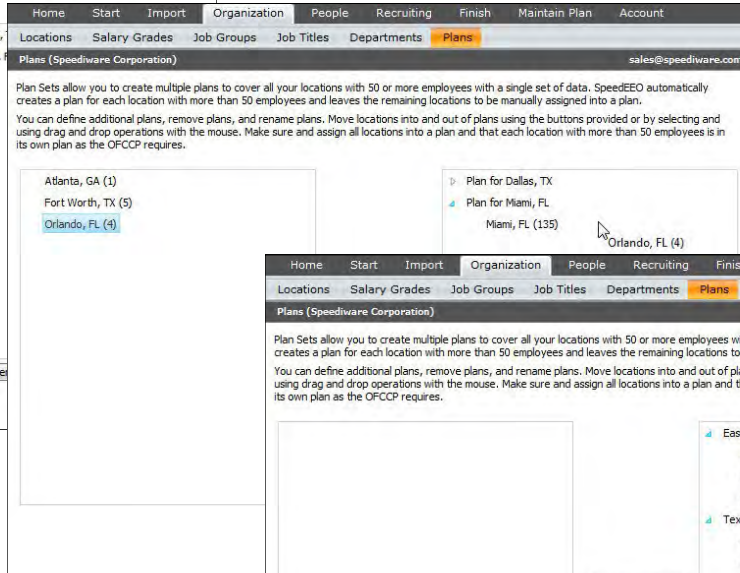 Home Start Import Organization People Recruiting Finish Maintain Plan Account
Locations Salary Grades Job Groups Job Titles Departments Plans
Plans (Speediware Corporation) sales@speediware.com
Plan Sets allow you to create multiple plans to cover all your locations with 50 or more employees with a single set of data. SpeedEEO automatically
creates a plan for each location with more than 50 employees and leaves the remaining locations to be manually assigned into a plan.
You can define additional plans, remove plans, and rename plans. Move locations into and out of plans using the buttons provided or by selecting and
using drag and drop operations with the mouse. Make sure and assign all locations into a plan and that each location with more than 50 employees is in
its own plan as the OFCCP requires.
Atlanta, GA (1)
Fort Worth, TX (5)
Orlando, FL (4)
Plan for Dallas, TX
Plan for Miami, FL
Miami, FL (135)
Orlando, FL (4)
Home Start Import Organization People Recruiting Finis
Locations Salary Grades Job Groups Job Titles Departments Plans
Plans (Speediware Corporation)
Plan Sets allow you to create multiple plans to cover all your locations with 50 or more employees w
creates a plan for each location with more than 50 employees and leaves the remaining locations to
You can define additional plans, remove plans, and rename plans. Move locations into and out of pl
using drag and drop operations with the mouse. Make sure and assign all locations into a plan and t
its own plan as the OFCCP requires.
Eas
Tex